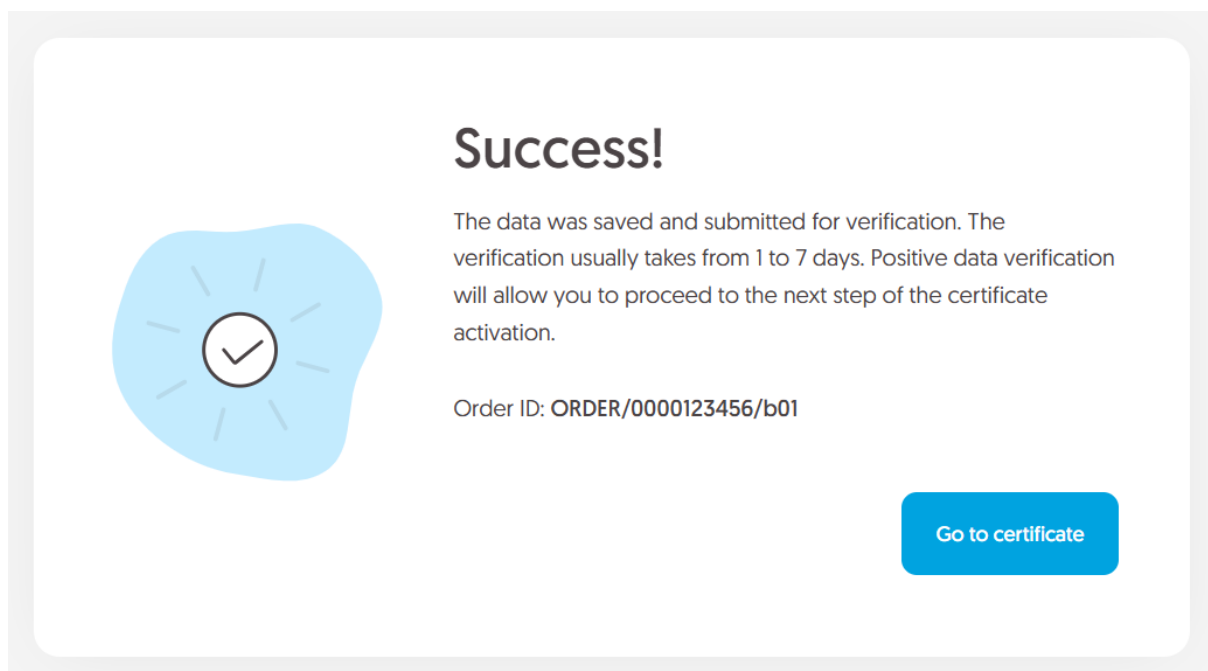 Success!
The data was saved and submitted for verification. The
verification usually takes from 1 to 7 days. Positive data verification
will allow you to proceed to the next step of the certificate
activation.
Order ID: ORDER/0000123456/b01
Go to certificate